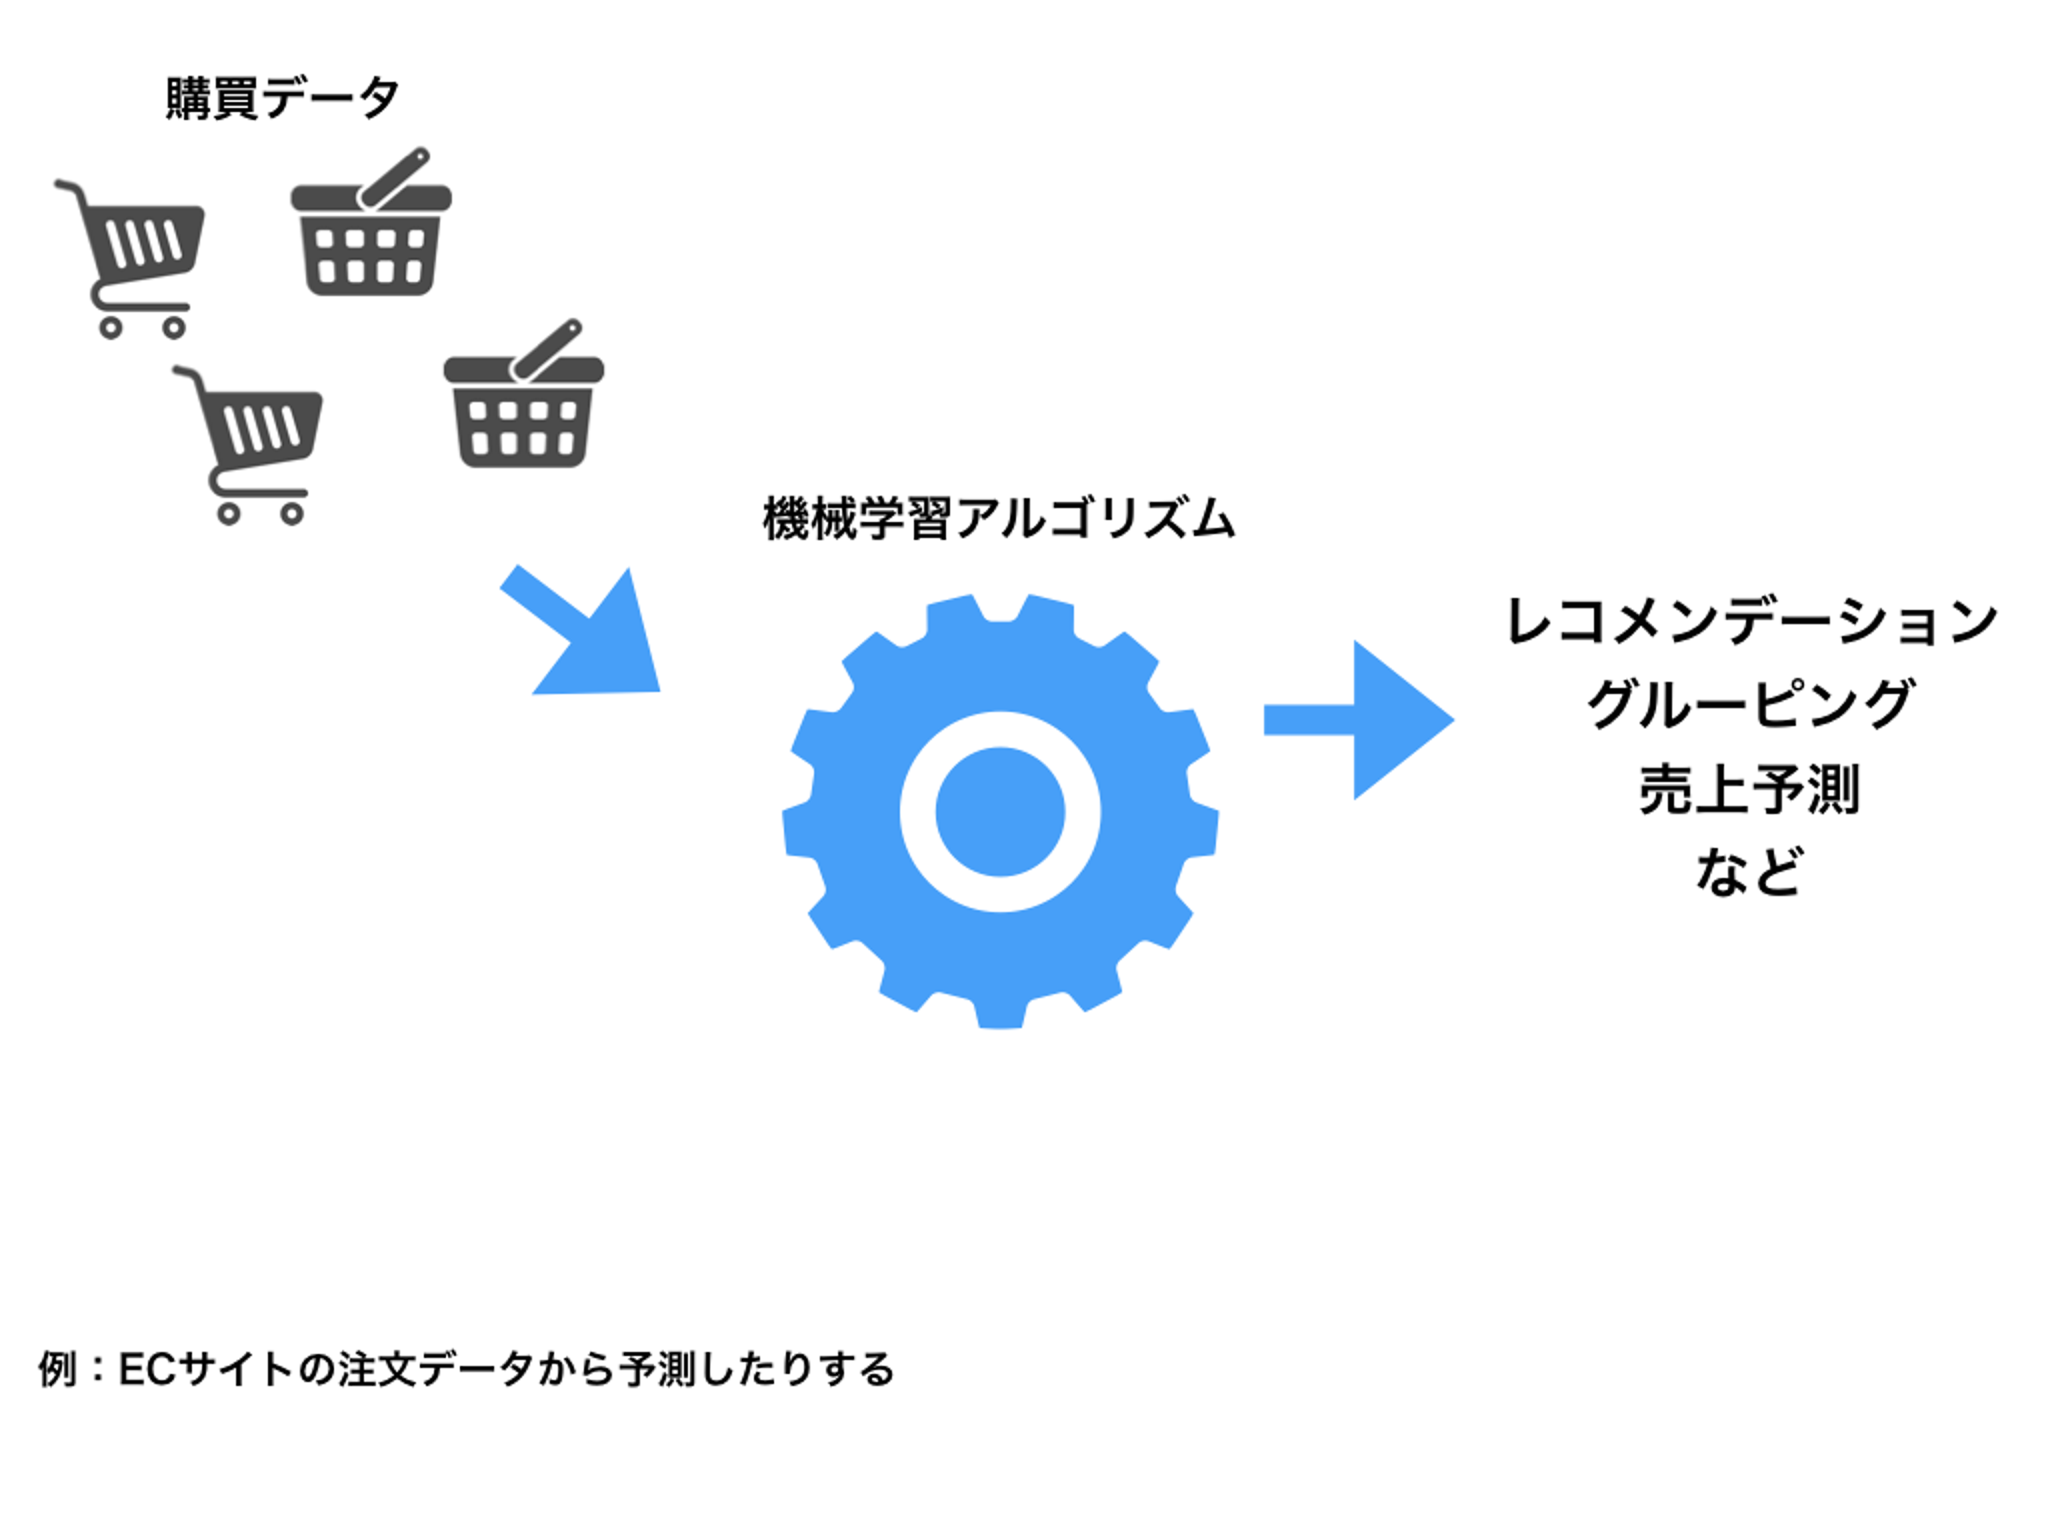 購買データ
機械学習アルゴリズム
レコメンデーション
グルーピング
売上予測
など
例：ECサイトの注文データから予測したりする